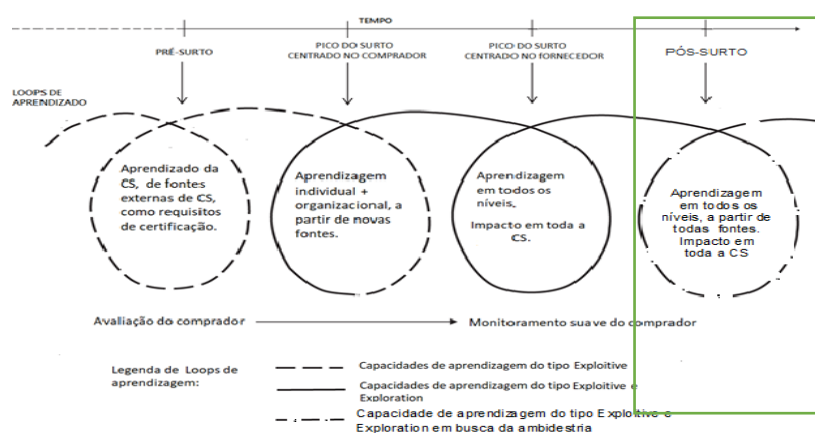 TEMPO
PRÉ-SURTO
PICO DO SURTO
CENTRADO NO COMPRADOR
PICO DO SURTO
CENTRADO NO FORNECEDOR
PÓS-SURTO
LOOPS DE
APRENDIZADO
Aprendizado da
CS, de fontes
externas de CS,
como requisitos
de certificação.
Aprendizagem
individual +
organizacional, a
partir de novas
fontes.
Aprendizagem
em todos os
níveis.
Impacto em toda a
CS.
Aprendizagem
em todos os
níveis, a partir de
todas fontes.
Impacto em
toda a CS
Avaliação do comprador
Monitoramento suave do comprador
Legenda de Loops de
aprendizagem:
Capacidades de aprendizagem do tipo Exploitive
Capacidades de aprendizagem do tipo Exploitive e
Exploration
Capacidade de aprendizagem do tipo Exploitive e
Exploration em busca da ambidestria